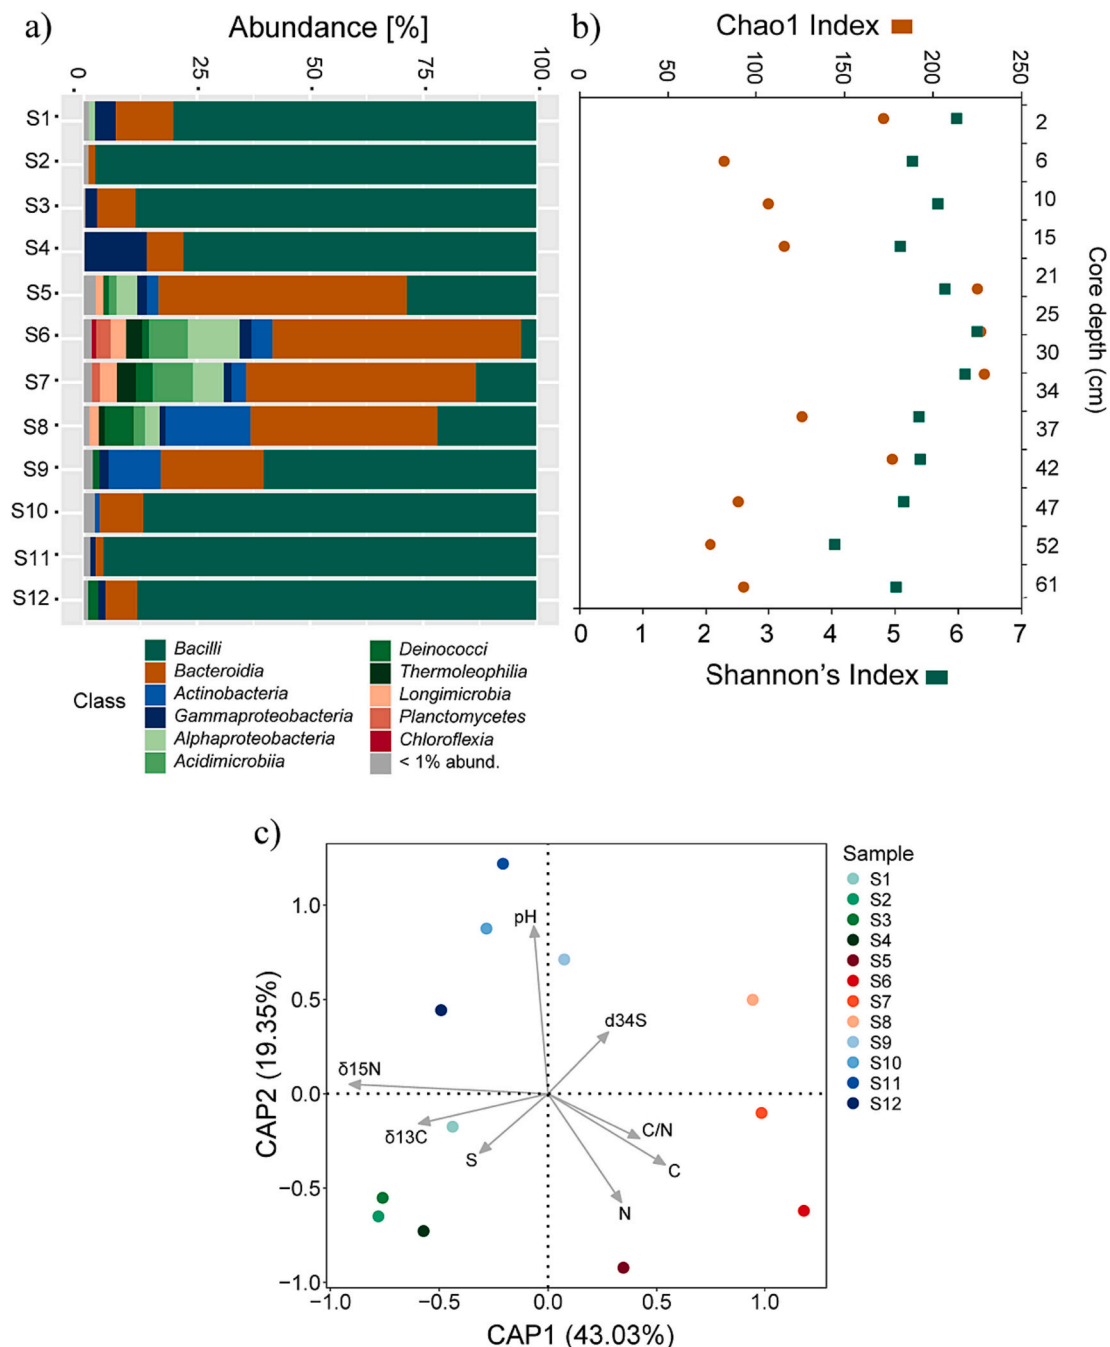 a)
Abundance [%]
0 25 50 75 100
S1
S2
S3
S4
S5
S6
S7
S8
S9
S10
S11
S12
Class
Bacilli
Bacteroidia
Actinobacteria
Gammaproteobacteria
Alphaproteobacteria
Acidimicrobiia
Deinococci
Thermoleophilia
Longimicrobia
Planctomycetes
Chloroflexia
< 1% abund.
b)
Chao1 Index
0 50 100 150 200 250
2
6
10
15
21
25
30
34
37
42
47
52
61
Core depth (cm)
0 1 2 3 4 5 6 7
Shannon's Index
c)
CAP2 (19.35%)
1.0
0.5
0.0
−0.5
−1.0
pH
d34S
δ15N
δ13C
S
C/N
C
N
−1.0 −0.5 0.0 0.5 1.0
CAP1 (43.03%)
Sample
S1
S2
S3
S4
S5
S6
S7
S8
S9
S10
S11
S12